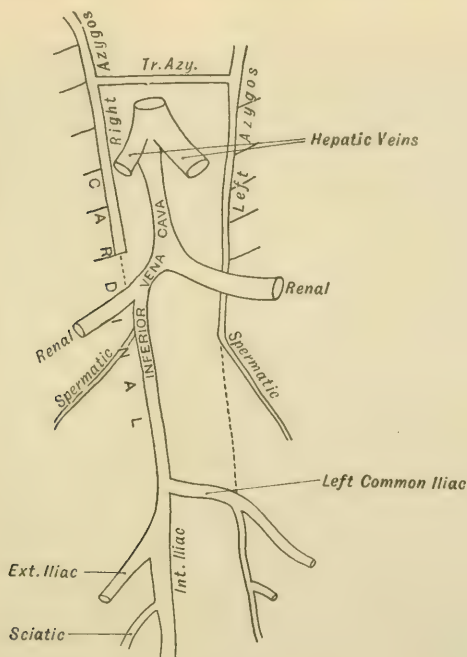 Azygos
Tr. Azy.
Azygos
Right
Hepatic Veins
Left
CARDINAL
INFERIOR VENA CAVA
Renal
Renal
Spermatic
Spermatic
Left Common Iliac
Int. Iliac
Ext. Iliac
Sciatic